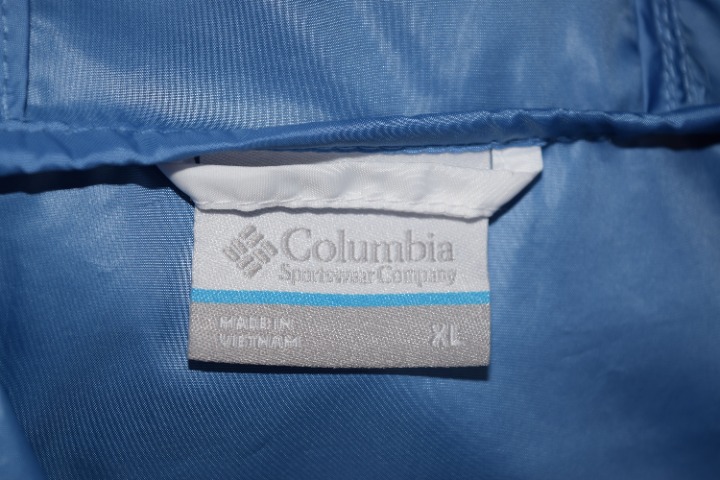 Columbia
Sportswear Company
MADE IN
VIETNAM
XL